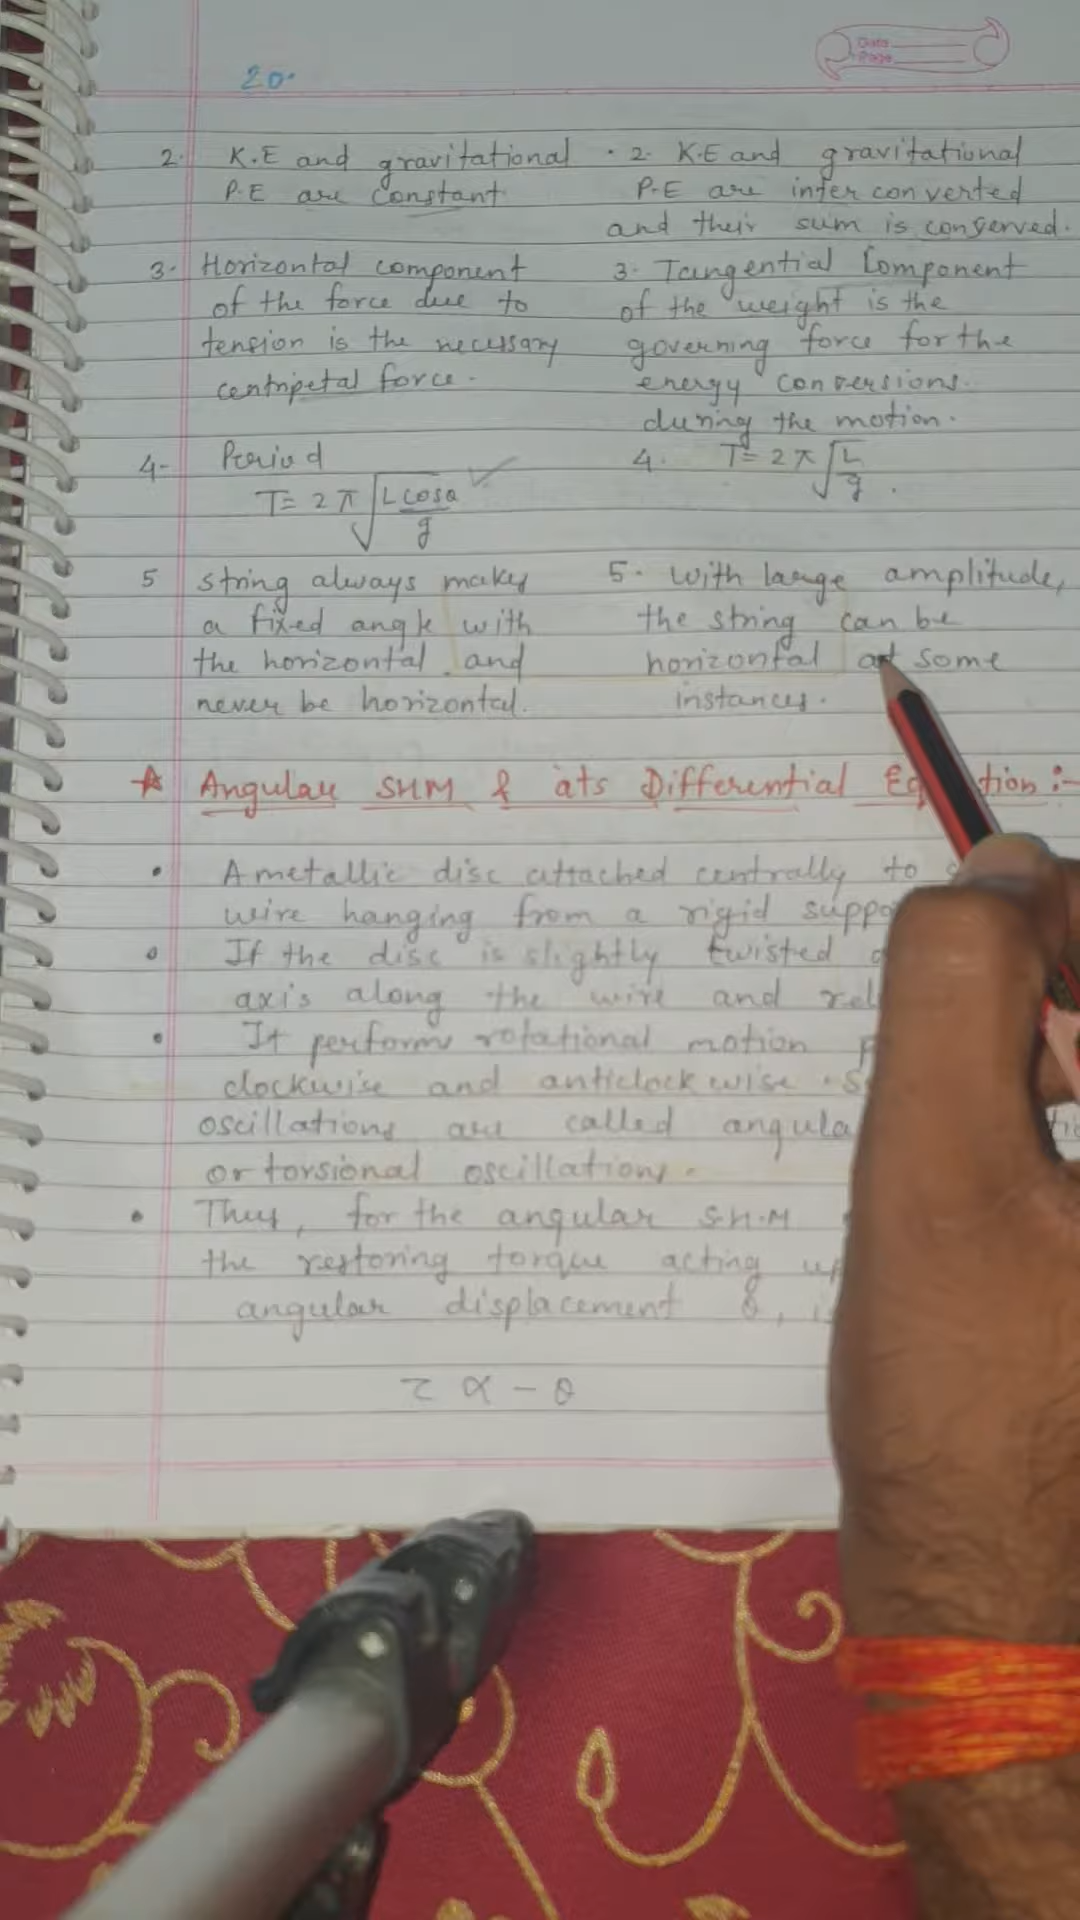 Date
Page
20.
2. K.E and gravitational
P.E are constant
3. Horizontal component
of the force due to
tension is the necessary
centripetal force.
4- Period
T= 2π√(L cosθ/g)
5 string always makes
a fixed angle with
the horizontal and
never be horizontal.
2. K.E and gravitational
P.E are inter converted
and their sum is conserved.
3. Tangential Component
of the weight is the
governing force for the
energy conversions
during the motion.
4. T= 2π√(L/g).
5. with large amplitude,
the string can be
horizontal at some
instances.
☆ Angular SHM & its Differential :-
• A metallic disc attached centrally to
wire hanging from a rigid
• If the disc is slightly twisted
axis along the wire and
• It performs rotational motion
clockwise and anticlockwise.
oscillations are called
or torsional oscillations.
• Thus, for the angular S.H.M
the restoring torque acting
angular displacement θ,
τ α - θ